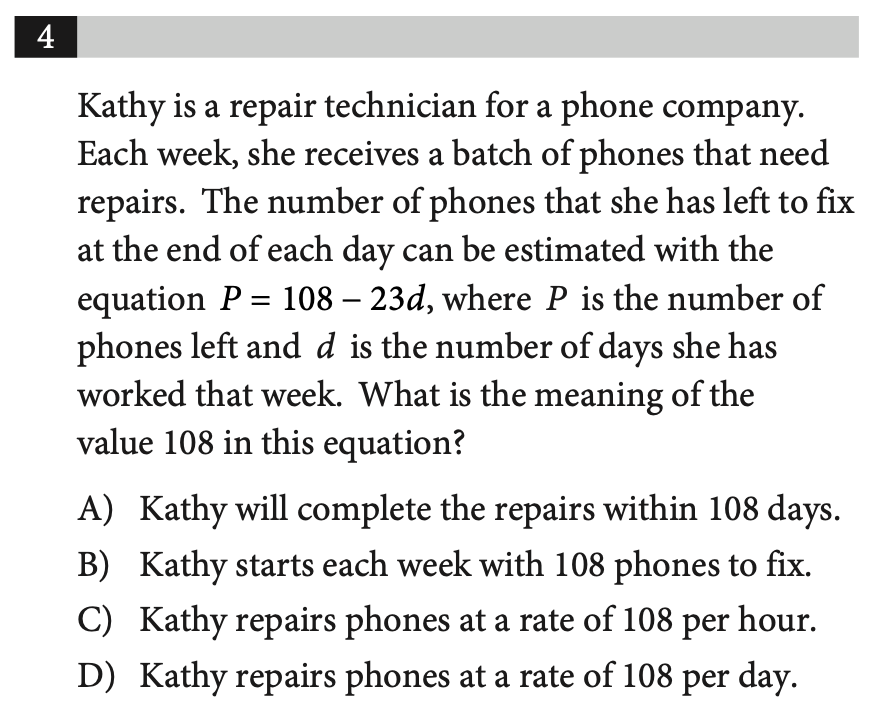 4
Kathy is a repair technician for a phone company.
Each week, she receives a batch of phones that need
repairs. The number of phones that she has left to fix
at the end of each day can be estimated with the
equation P = 108 − 23d, where P is the number of
phones left and d is the number of days she has
worked that week. What is the meaning of the
value 108 in this equation?
A) Kathy will complete the repairs within 108 days.
B) Kathy starts each week with 108 phones to fix.
C) Kathy repairs phones at a rate of 108 per hour.
D) Kathy repairs phones at a rate of 108 per day.